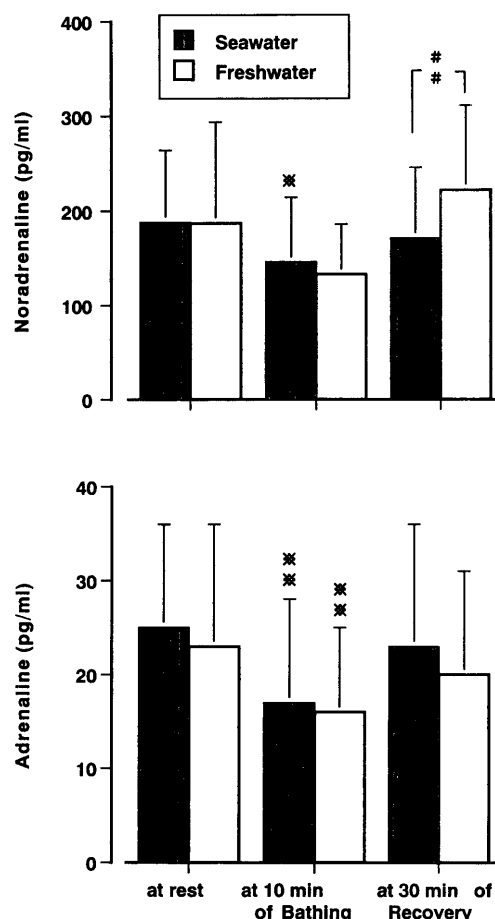 400
300
200
100
0
Noradrenaline (pg/ml)
Seawater
Freshwater
※
#
#
40
30
20
10
0
Adrenaline (pg/ml)
※
※
※
※
at rest
at 10 min
of Bathing
at 30 min of
Recovery